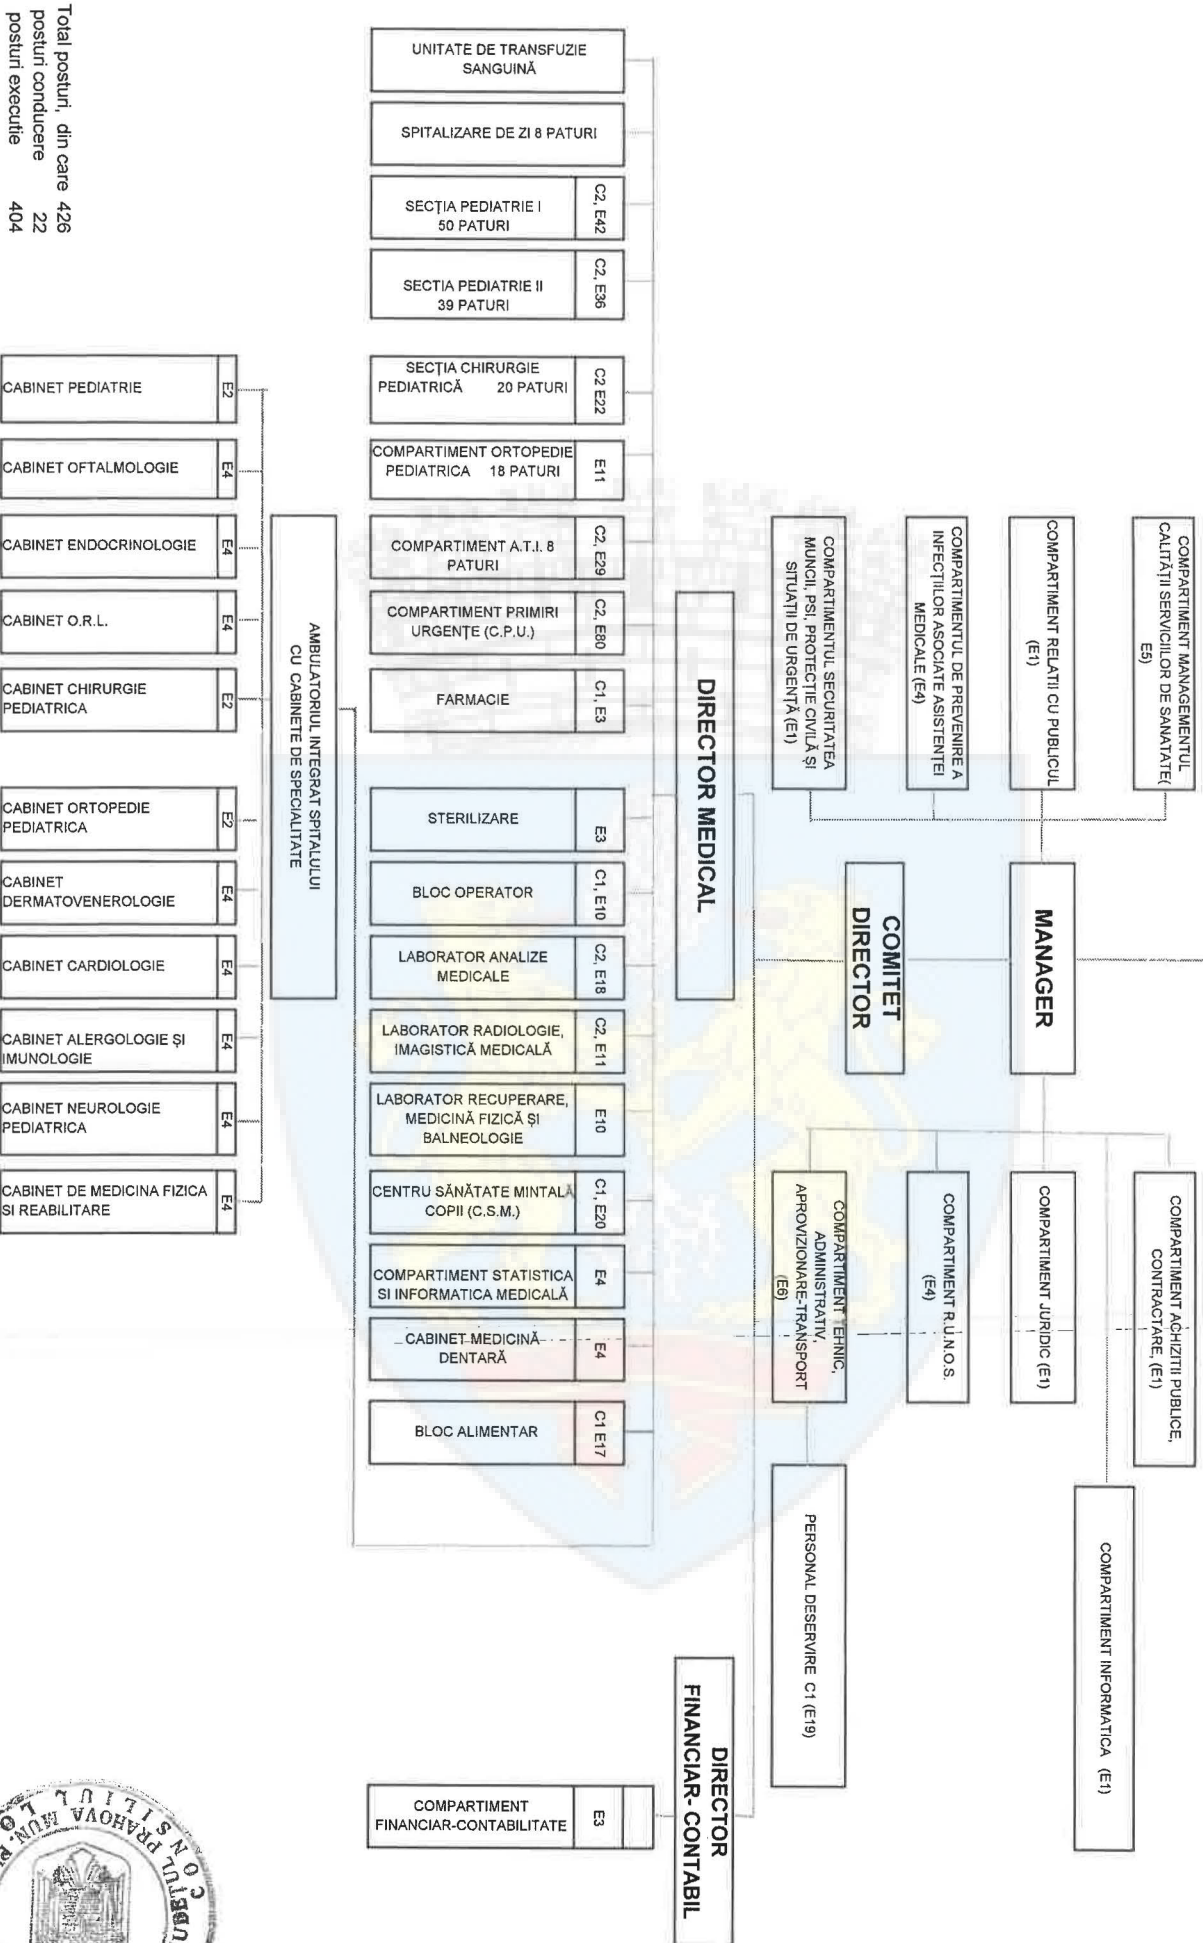 COMPARTIMENT MANAGEMENTUL
CALITĂȚII SERVICIILOR DE SANATATE(
E5)
COMPARTIMENT RELATII CU PUBLICUL
(E1)
COMPARTIMENTUL DE PREVENIRE A
INFECȚIILOR ASOCIATE ASISTENȚEI
MEDICALE (E4)
COMPARTIMENTUL SECURITATEA
MUNCII, PSI, PROTECȚIE CIVILĂ ȘI
SITUAȚII DE URGENȚĂ (E1)
MANAGER
COMITET
DIRECTOR
COMPARTIMENT ACHIZITII PUBLICE,
CONTRACTARE, (E1)
COMPARTIMENT INFORMATICA (E1)
COMPARTIMENT JURIDIC (E1)
COMPARTIMENT R.U.N.O.S.
(E4)
COMPARTIMENT TEHNIC,
ADMINISTRATIV,
APROVIZIONARE-TRANSPORT
(E6)
PERSONAL DESERVIRE C1 (E19)
DIRECTOR MEDICAL
DIRECTOR
FINANCIAR- CONTABIL
UNITATE DE TRANSFUZIE
SANGUINĂ
SPITALIZARE DE ZI 8 PATURI
SECȚIA PEDIATRIE I
50 PATURI
C2, E42
SECTIA PEDIATRIE II
39 PATURI
C2, E36
SECȚIA CHIRURGIE
PEDIATRICĂ 20 PATURI
C2 E22
COMPARTIMENT ORTOPEDIE
PEDIATRICA 18 PATURI
E11
COMPARTIMENT A.T.I. 8
PATURI
C2, E29
COMPARTIMENT PRIMIRI
URGENȚE (C.P.U.)
C2, E80
FARMACIE
C1, E3
STERILIZARE
E3
BLOC OPERATOR
C1, E10
LABORATOR ANALIZE
MEDICALE
C2, E18
LABORATOR RADIOLOGIE,
IMAGISTICĂ MEDICALĂ
C2, E11
LABORATOR RECUPERARE,
MEDICINĂ FIZICĂ ȘI
BALNEOLOGIE
E10
CENTRU SĂNĂTATE MINTALĂ
COPII (C.S.M.)
C1, E20
COMPARTIMENT STATISTICA
SI INFORMATICA MEDICALĂ
E4
CABINET MEDICINĂ
DENTARĂ
E4
BLOC ALIMENTAR
C1 E17
COMPARTIMENT
FINANCIAR-CONTABILITATE
E3
AMBULATORIUL INTEGRAT SPITALULUI
CU CABINETE DE SPECIALITATE
CABINET PEDIATRIE
E2
CABINET OFTALMOLOGIE
E4
CABINET ENDOCRINOLOGIE
E4
CABINET O.R.L.
E4
CABINET CHIRURGIE
PEDIATRICA
E2
CABINET ORTOPEDIE
PEDIATRICA
E2
CABINET
DERMATOVENEROLOGIE
E4
CABINET CARDIOLOGIE
E4
CABINET ALERGOLOGIE ȘI
IMUNOLOGIE
E4
CABINET NEUROLOGIE
PEDIATRICA
E4
CABINET DE MEDICINA FIZICA
SI REABILITARE
E4
Total posturi, din care 426
posturi conducere 22
posturi executie 404
PRAHOVA MUN.
CONSILIUL